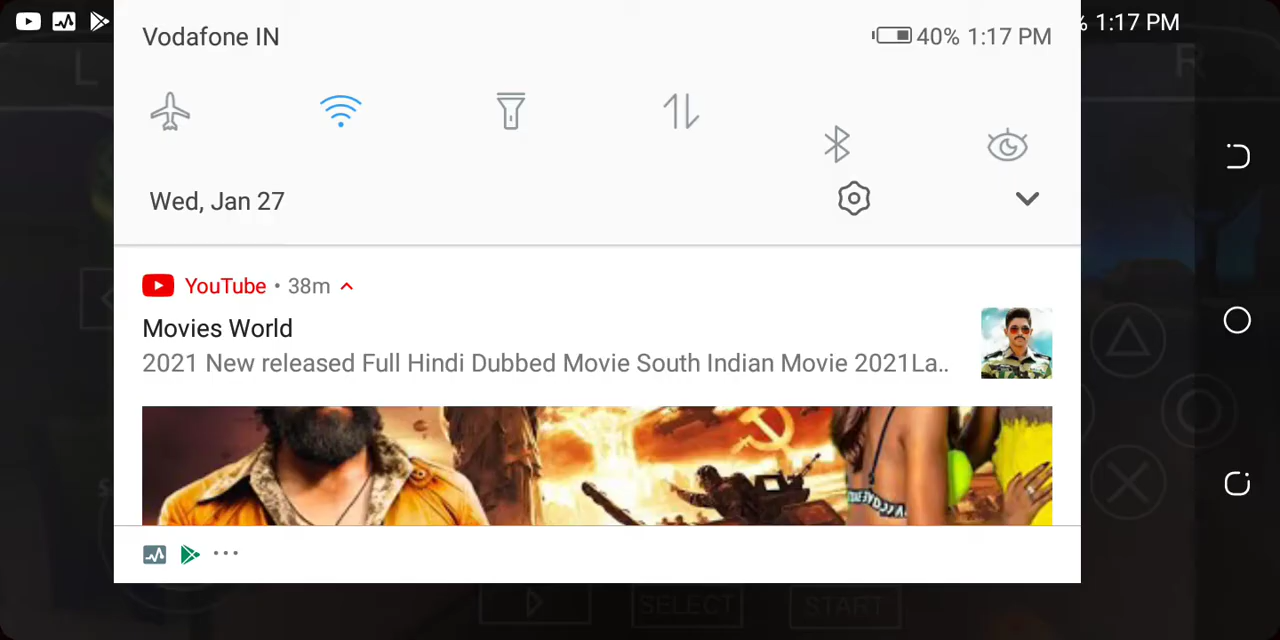 % 1:17 PM
Vodafone IN
40% 1:17 PM
L
R
Wed, Jan 27
YouTube • 38m
Movies World
2021 New released Full Hindi Dubbed Movie South Indian Movie 2021La..
SELECT
START